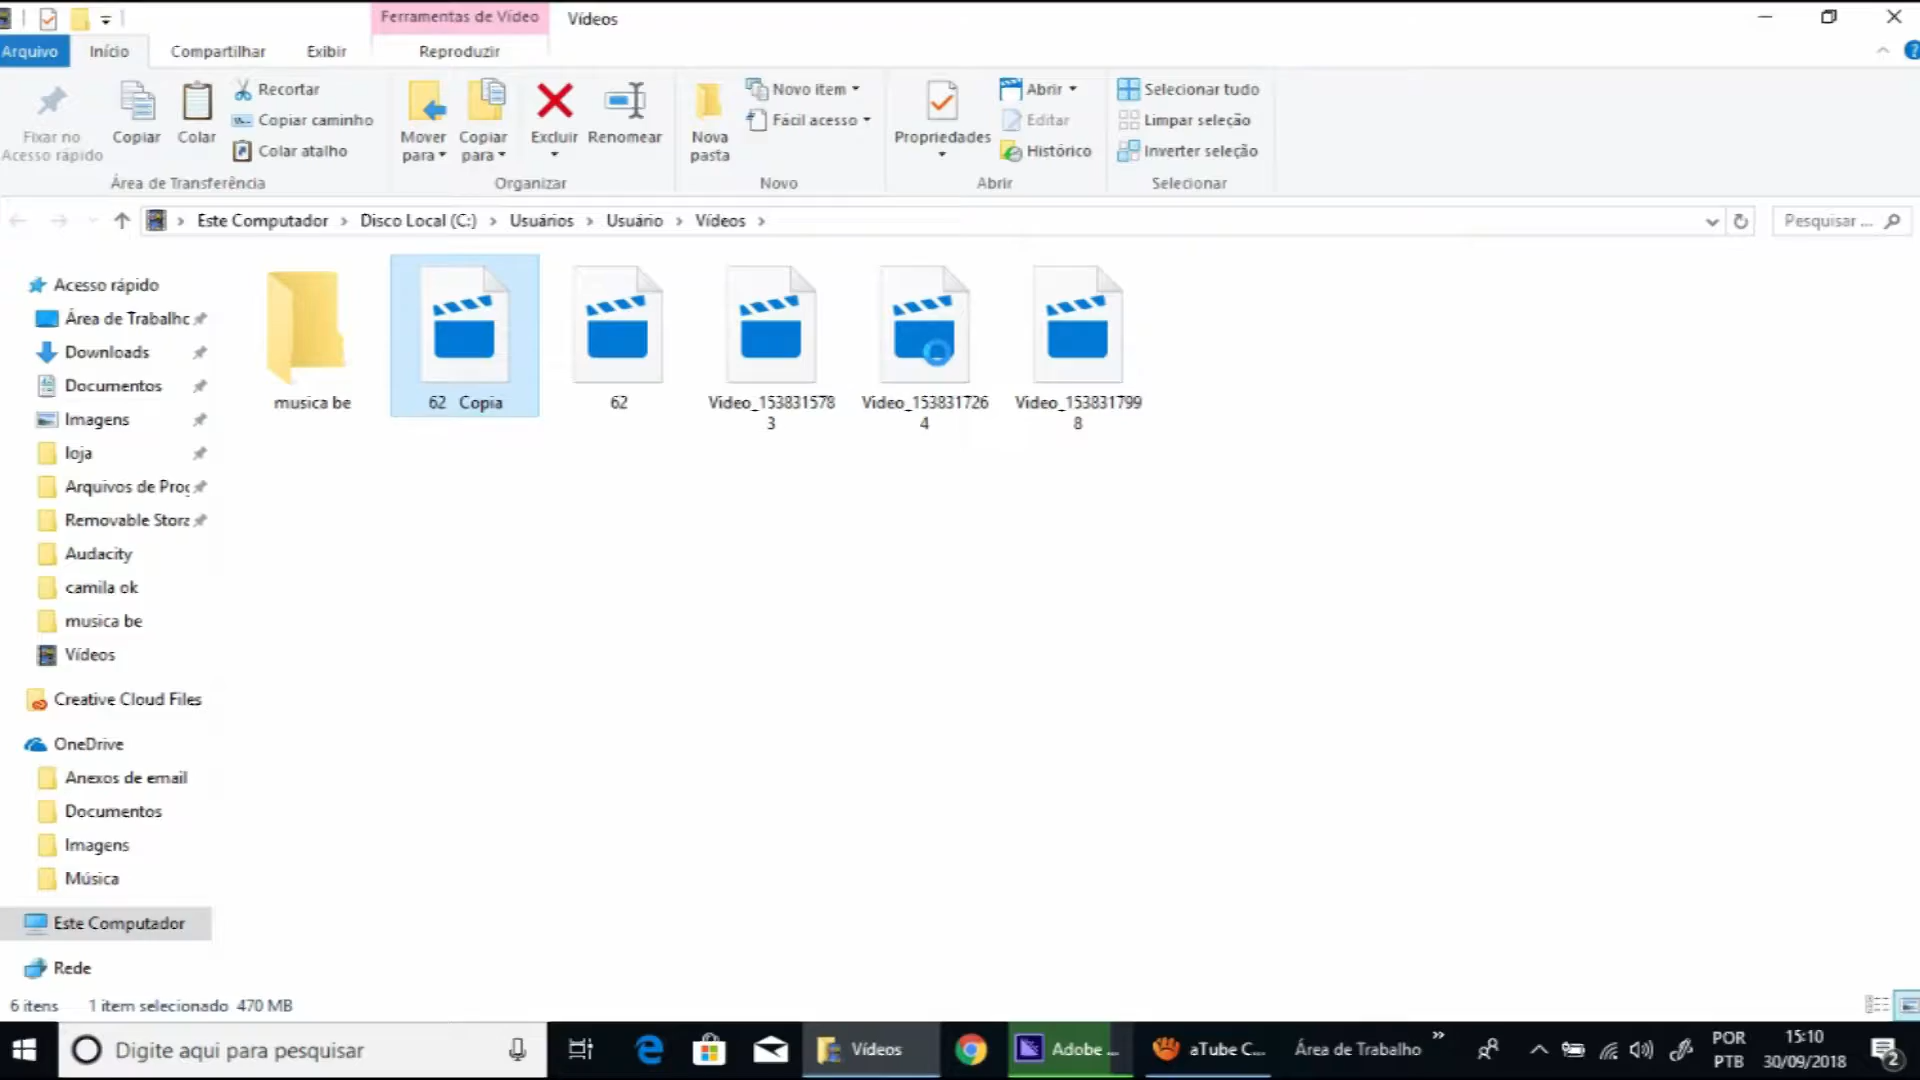 Ferramentas de Vídeo
Vídeos
Arquivo
Início
Compartilhar
Exibir
Reproduzir
Fixar no
Acesso rápido
Copiar
Colar
Recortar
Copiar caminho
Colar atalho
Mover
para
Copiar
para
Excluir
Renomear
Nova
pasta
Novo item
Fácil acesso
Propriedades
Abrir
Editar
Histórico
Selecionar tudo
Limpar seleção
Inverter seleção
Área de Transferência
Organizar
Novo
Abrir
Selecionar
Este Computador
Disco Local (C:)
Usuários
Usuário
Vídeos
Pesquisar ...
Acesso rápido
Área de Trabalho
Downloads
Documentos
Imagens
loja
Arquivos de Prog
Removable Stora
Audacity
camila ok
musica be
Vídeos
Creative Cloud Files
OneDrive
Anexos de email
Documentos
Imagens
Música
Este Computador
Rede
musica be
62 Copia
62
Video_153831578
3
Video_153831726
4
Video_153831799
8
6 itens
1 item selecionado 470 MB
Digite aqui para pesquisar
Vídeos
Adobe ...
aTube C...
Área de Trabalho
»
POR
PTB
15:10
30/09/2018
2